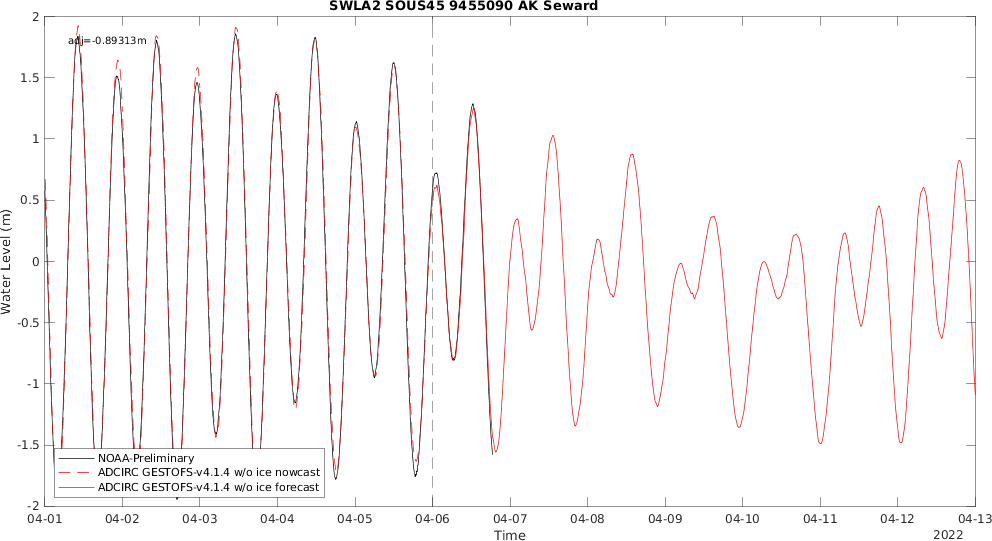 SWLA2 SOUS45 9455090 AK Seward
adj=-0.89313m
2
1.5
1
0.5
0
-0.5
-1
-1.5
-2
Water Level (m)
NOAA-Preliminary
ADCIRC GESTOFS-v4.1.4 w/o ice nowcast
ADCIRC GESTOFS-v4.1.4 w/o ice forecast
04-01 04-02 04-03 04-04 04-05 04-06 04-07 04-08 04-09 04-10 04-11 04-12 04-13
Time
2022